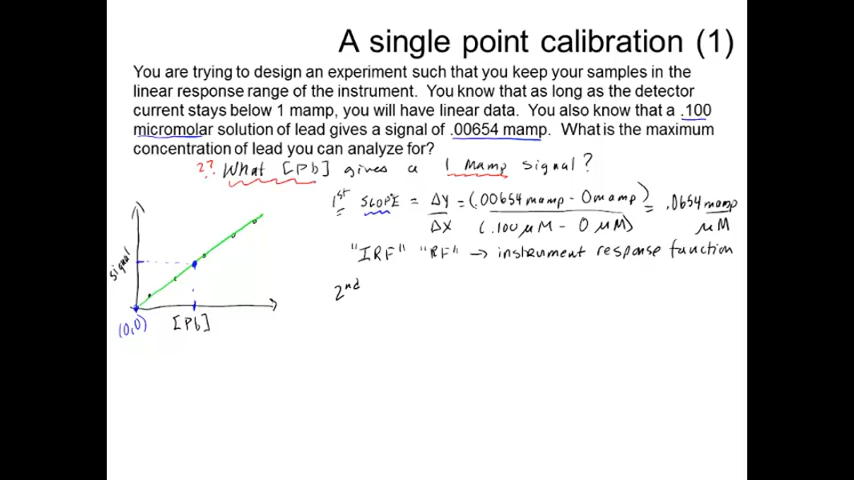 A single point calibration (1)
You are trying to design an experiment such that you keep your samples in the
linear response range of the instrument.  You know that as long as the detector
current stays below 1 mamp, you will have linear data.  You also know that a .100
micromolar solution of lead gives a signal of .00654 mamp.  What is the maximum
concentration of lead you can analyze for?
?? What [Pb] gives a 1 mamp signal?
1st SLOPE = ΔY = (.00654 mamp - 0 mamp) = .0654 mamp
ΔX (.100 μM - 0 μM) μM
"IRF" "RF" → instrument response function
2nd
signal
(0,0) [Pb]